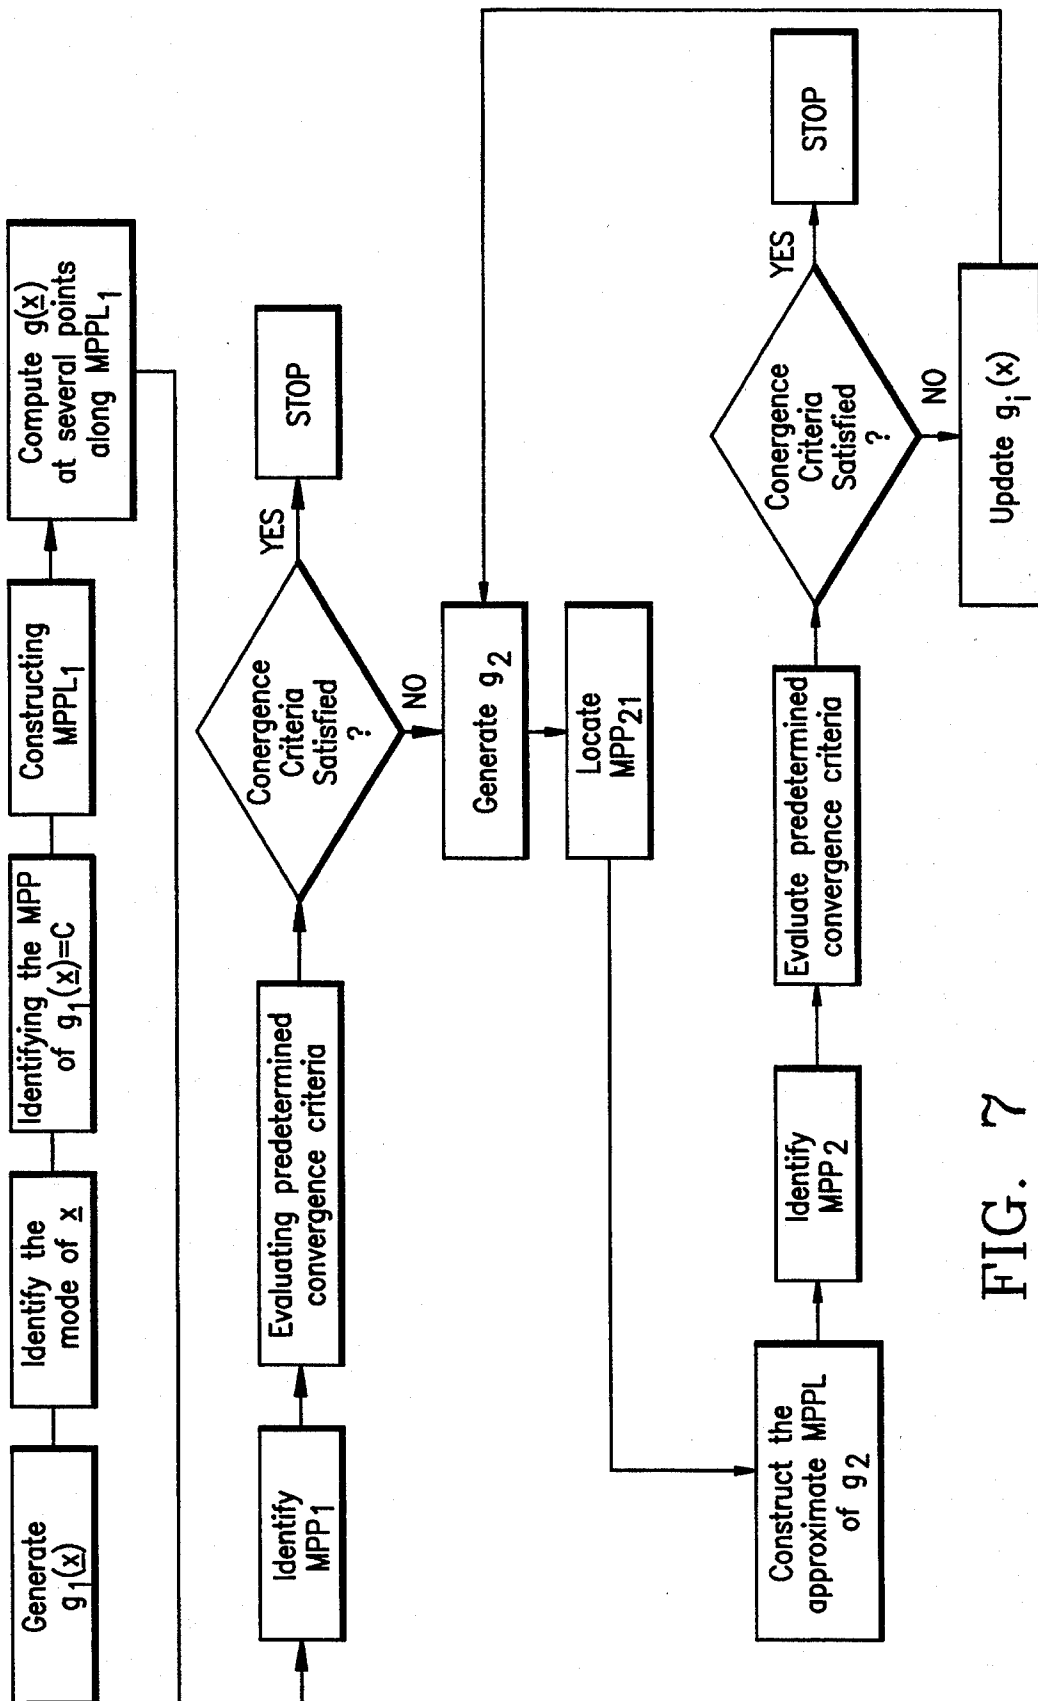 Generate
g1(x)
Identify the
mode of x
Identifying the MPP
of g1(x)=C
Constructing
MPPL1
Compute g(x)
at several points
along MPPL1
Identify
MPP1
Evaluating predetermined
convergence criteria
Conergence
Criteria
Satisfied
?
YES
STOP
NO
Generate g2
Locate
MPP21
Construct the
approximate MPPL
of g2
Identify
MPP2
Evaluate predetermined
convergence criteria
Conergence
Criteria
Satisfied
?
YES
STOP
NO
Update gi(x)
FIG. 7